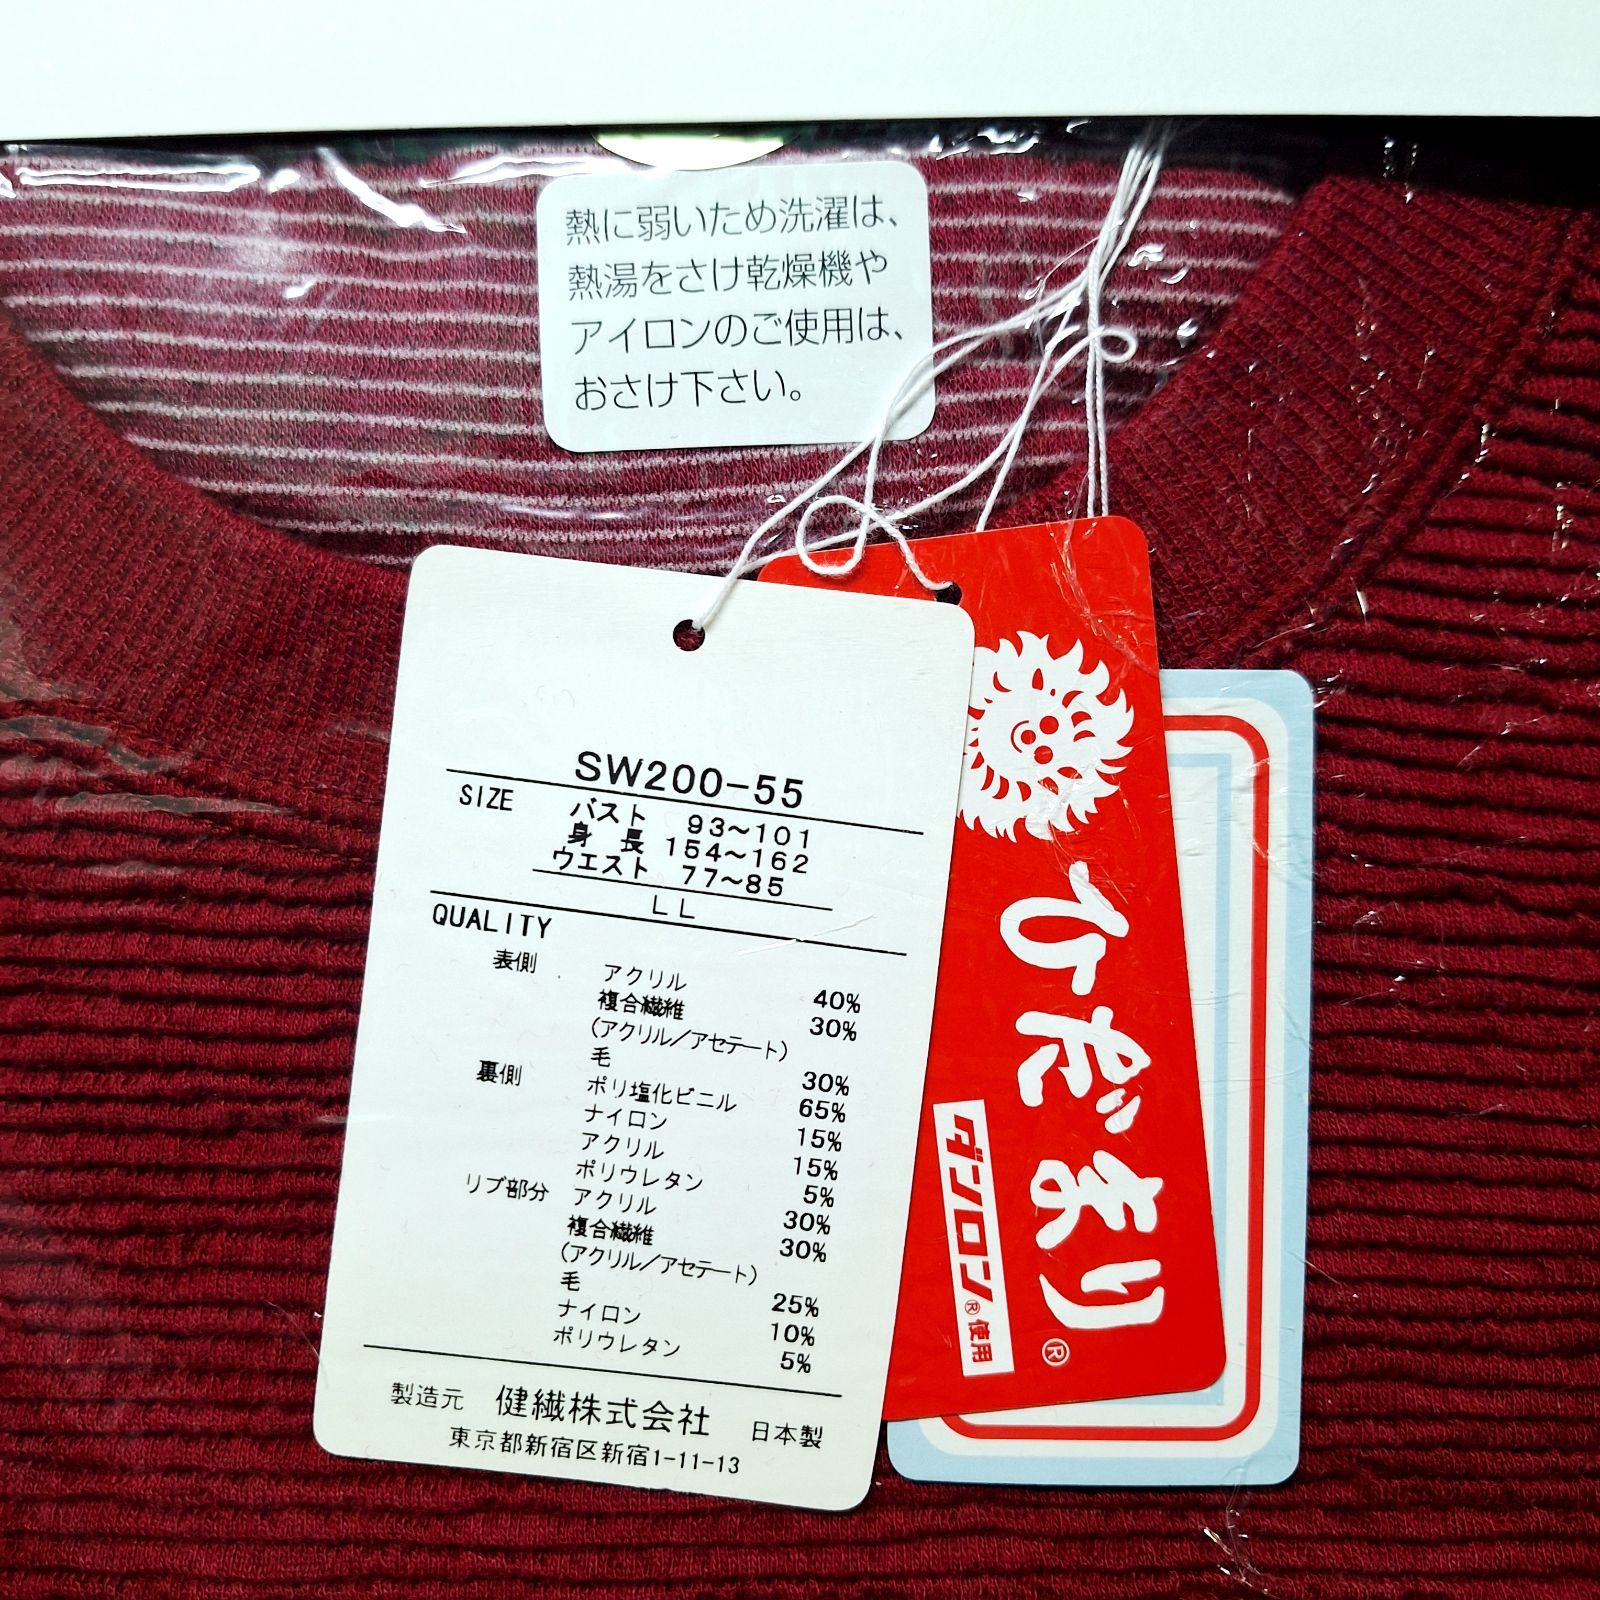 熱に弱いため洗濯は、
熱湯をさけ乾燥機や
アイロンのご使用は、
おさけ下さい。
SW200-55
SIZE バスト 93～101
身長 154～162
ウエスト 77～85
LL
QUALITY
表側 アクリル 40%
複合繊維 30%
(アクリル／アセテート)
毛 30%
裏側 ポリ塩化ビニル 65%
ナイロン 15%
アクリル 15%
ポリウレタン 5%
リブ部分 アクリル 30%
複合繊維 30%
(アクリル／アセテート)
毛 25%
ナイロン 10%
ポリウレタン 5%
製造元 健繊株式会社 日本製
東京都新宿区新宿1-11-13
ひだまり®
ダンロン®使用